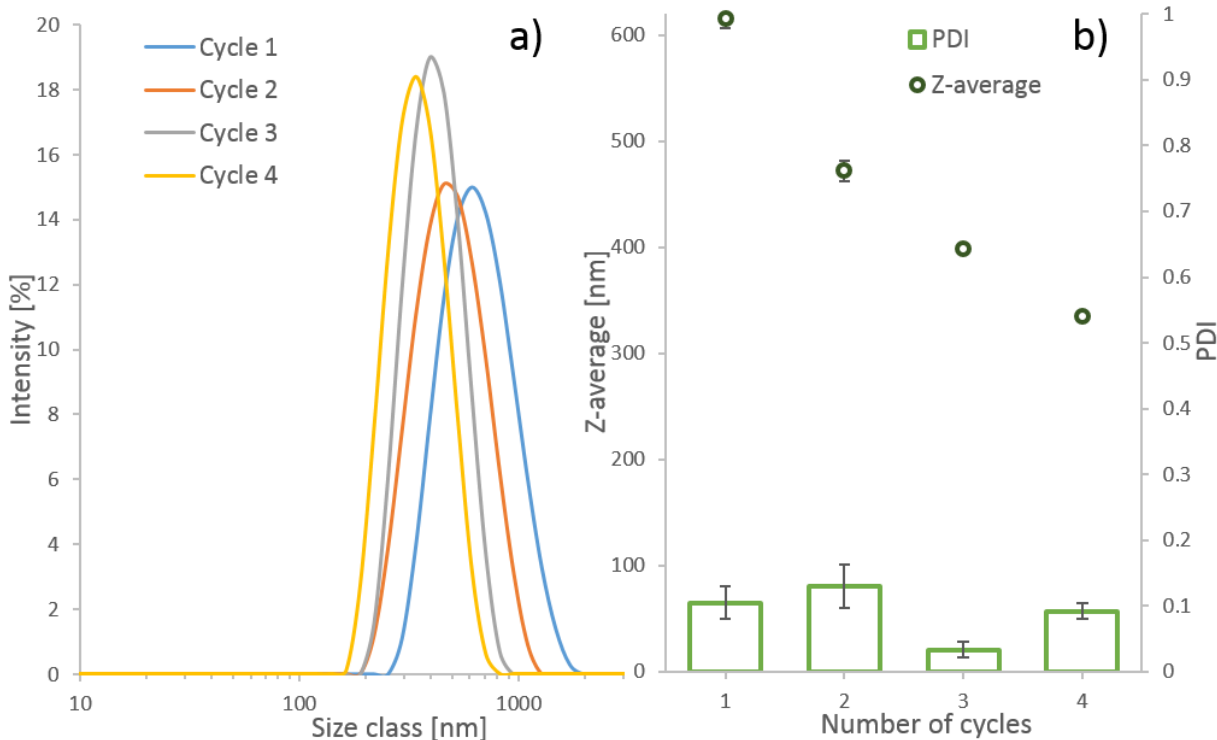 a)
Cycle 1
Cycle 2
Cycle 3
Cycle 4
Intensity [%]
20
18
16
14
12
10
8
6
4
2
0
10
100
1000
Size class [nm]
b)
PDI
Z-average
Z-average [nm]
600
500
400
300
200
100
0
1
0.9
0.8
0.7
0.6
0.5
0.4
0.3
0.2
0.1
0
PDI
1
2
3
4
Number of cycles